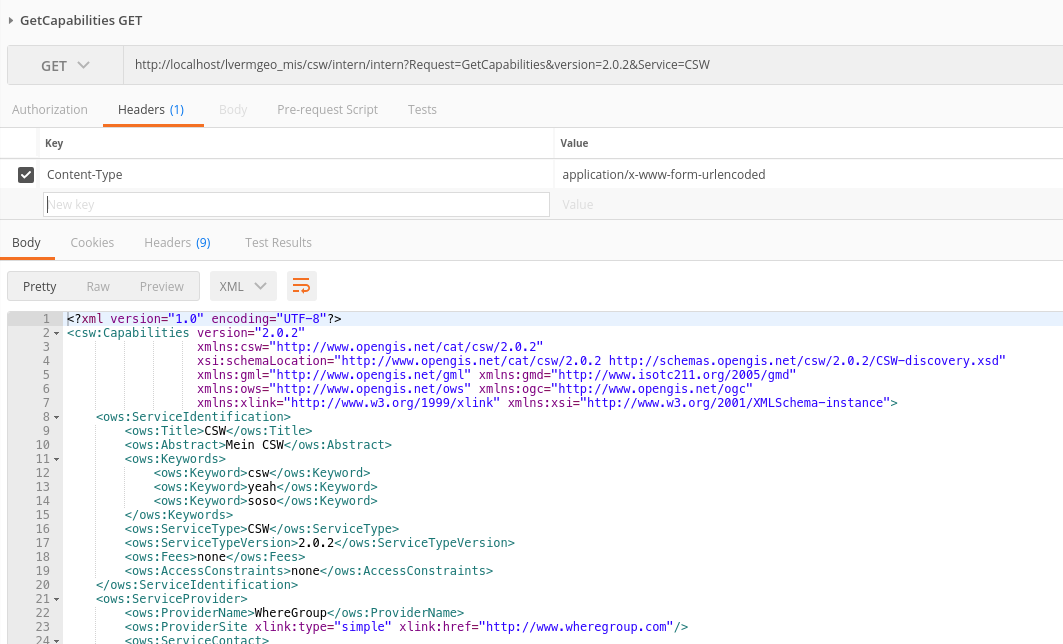 GetCapabilities GET
GET http://localhost/lvermgeo_mis/csw/intern/intern?Request=GetCapabilities&version=2.0.2&Service=CSW
Authorization Headers (1) Body Pre-request Script Tests
Key Value
Content-Type application/x-www-form-urlencoded
New key Value
Body Cookies Headers (9) Test Results
Pretty Raw Preview XML
1 <?xml version="1.0" encoding="UTF-8"?>
2 <csw:Capabilities version="2.0.2"
3 xmlns:csw="http://www.opengis.net/cat/csw/2.0.2"
4 xsi:schemaLocation="http://www.opengis.net/cat/csw/2.0.2 http://schemas.opengis.net/csw/2.0.2/CSW-discovery.xsd"
5 xmlns:gml="http://www.opengis.net/gml" xmlns:gmd="http://www.isotc211.org/2005/gmd"
6 xmlns:ows="http://www.opengis.net/ows" xmlns:ogc="http://www.opengis.net/ogc"
7 xmlns:xlink="http://www.w3.org/1999/xlink" xmlns:xsi="http://www.w3.org/2001/XMLSchema-instance">
8 <ows:ServiceIdentification>
9 <ows:Title>CSW</ows:Title>
10 <ows:Abstract>Mein CSW</ows:Abstract>
11 <ows:Keywords>
12 <ows:Keyword>csw</ows:Keyword>
13 <ows:Keyword>yeah</ows:Keyword>
14 <ows:Keyword>soso</ows:Keyword>
15 </ows:Keywords>
16 <ows:ServiceType>CSW</ows:ServiceType>
17 <ows:ServiceTypeVersion>2.0.2</ows:ServiceTypeVersion>
18 <ows:Fees>none</ows:Fees>
19 <ows:AccessConstraints>none</ows:AccessConstraints>
20 </ows:ServiceIdentification>
21 <ows:ServiceProvider>
22 <ows:ProviderName>WhereGroup</ows:ProviderName>
23 <ows:ProviderSite xlink:type="simple" xlink:href="http://www.wheregroup.com"/>
24 <ows:ServiceContact>